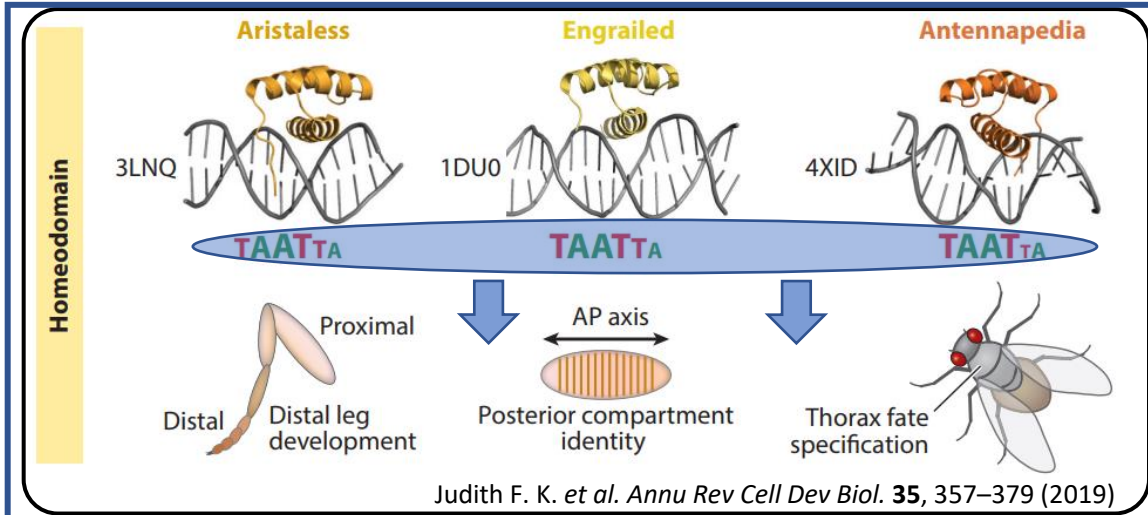 Homeodomain
Aristaless
Engrailed
Antennapedia
3LNQ
1DU0
4XID
TAATTA
TAATTA
TAATTA
Proximal
Distal
Distal leg
development
AP axis
Posterior compartment
identity
Thorax fate
specification
Judith F. K. et al. Annu Rev Cell Dev Biol. 35, 357–379 (2019)